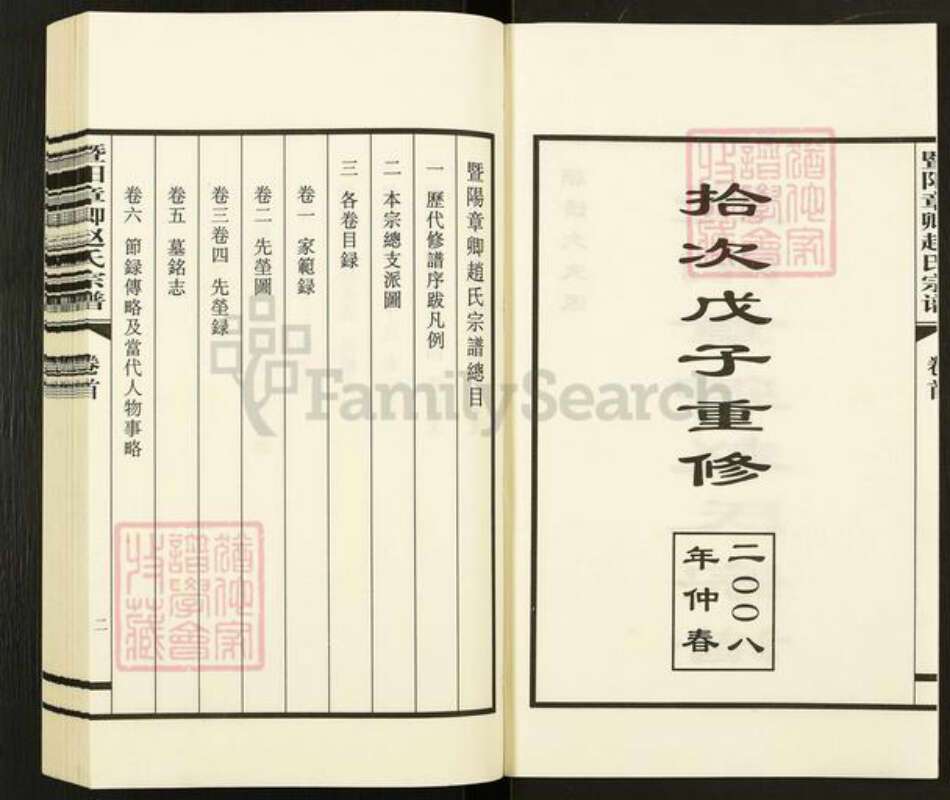 暨陽章卿趙氏宗譜
卷首
拾次戊子重修
二〇〇八
年仲春
暨陽章卿趙氏宗譜總目
一 歷代修譜序跋凡例
二 本宗總支派圖
三 各卷目録
卷一 家範録
卷二 先塋圖
卷三卷四 先塋録
卷五 墓銘志
卷六 節録傳略及當代人物事略
卷首
二
FamilySearch